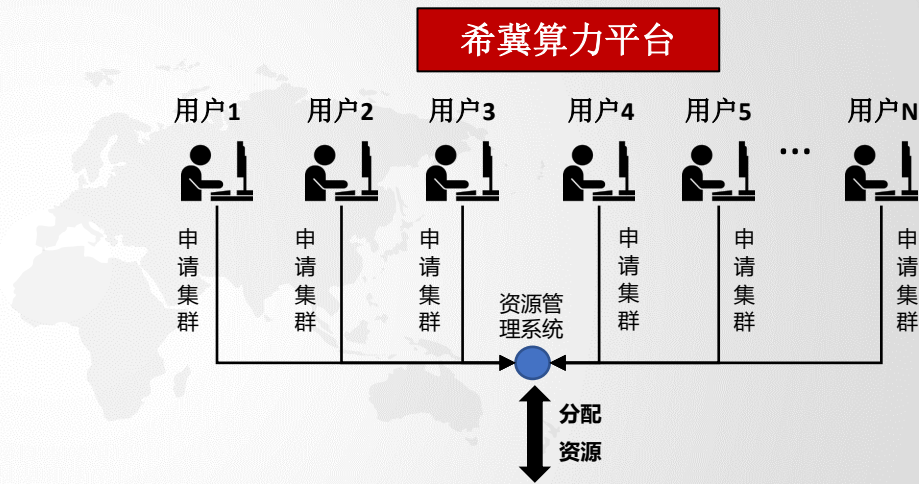 希冀算力平台
用户1
用户2
用户3
用户4
用户5
...
用户N
申请集群
申请集群
申请集群
申请集群
申请集群
申请集群
资源管
理系统
分配
资源